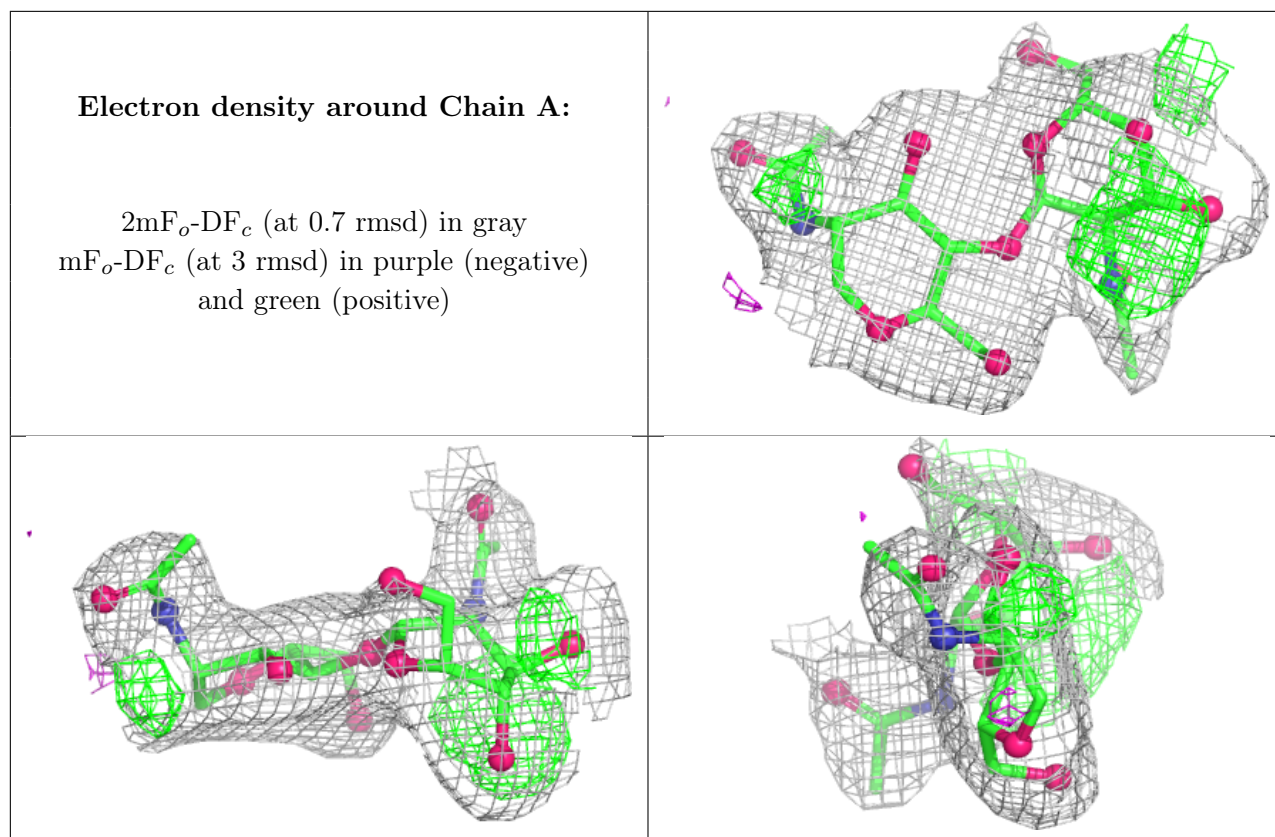 Electron density around Chain A:
2mFo-DFc (at 0.7 rmsd) in gray
mFo-DFc (at 3 rmsd) in purple (negative)
and green (positive)